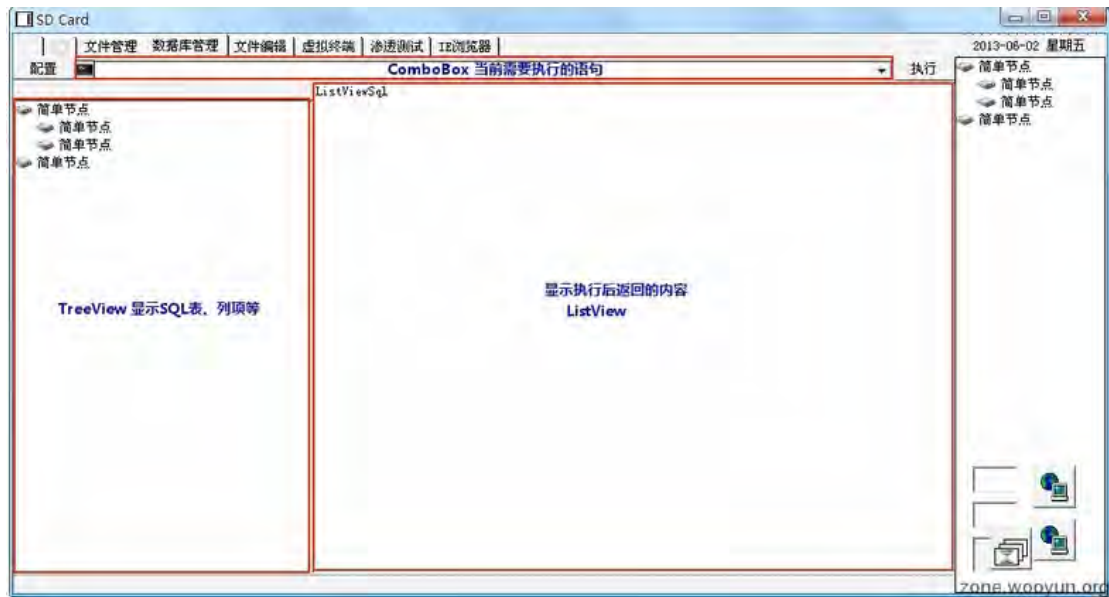 SD Card
文件管理 数据库管理 文件编辑 虚拟终端 渗透测试 IE浏览器 2013-06-02 星期五
配置 ComboBox 当前需要执行的语句 执行
ListViewSql
简单节点
简单节点
简单节点
简单节点
TreeView 显示SQL表、列项等
显示执行后返回的内容
ListView
简单节点
简单节点
简单节点
简单节点
zone.wooyun.org